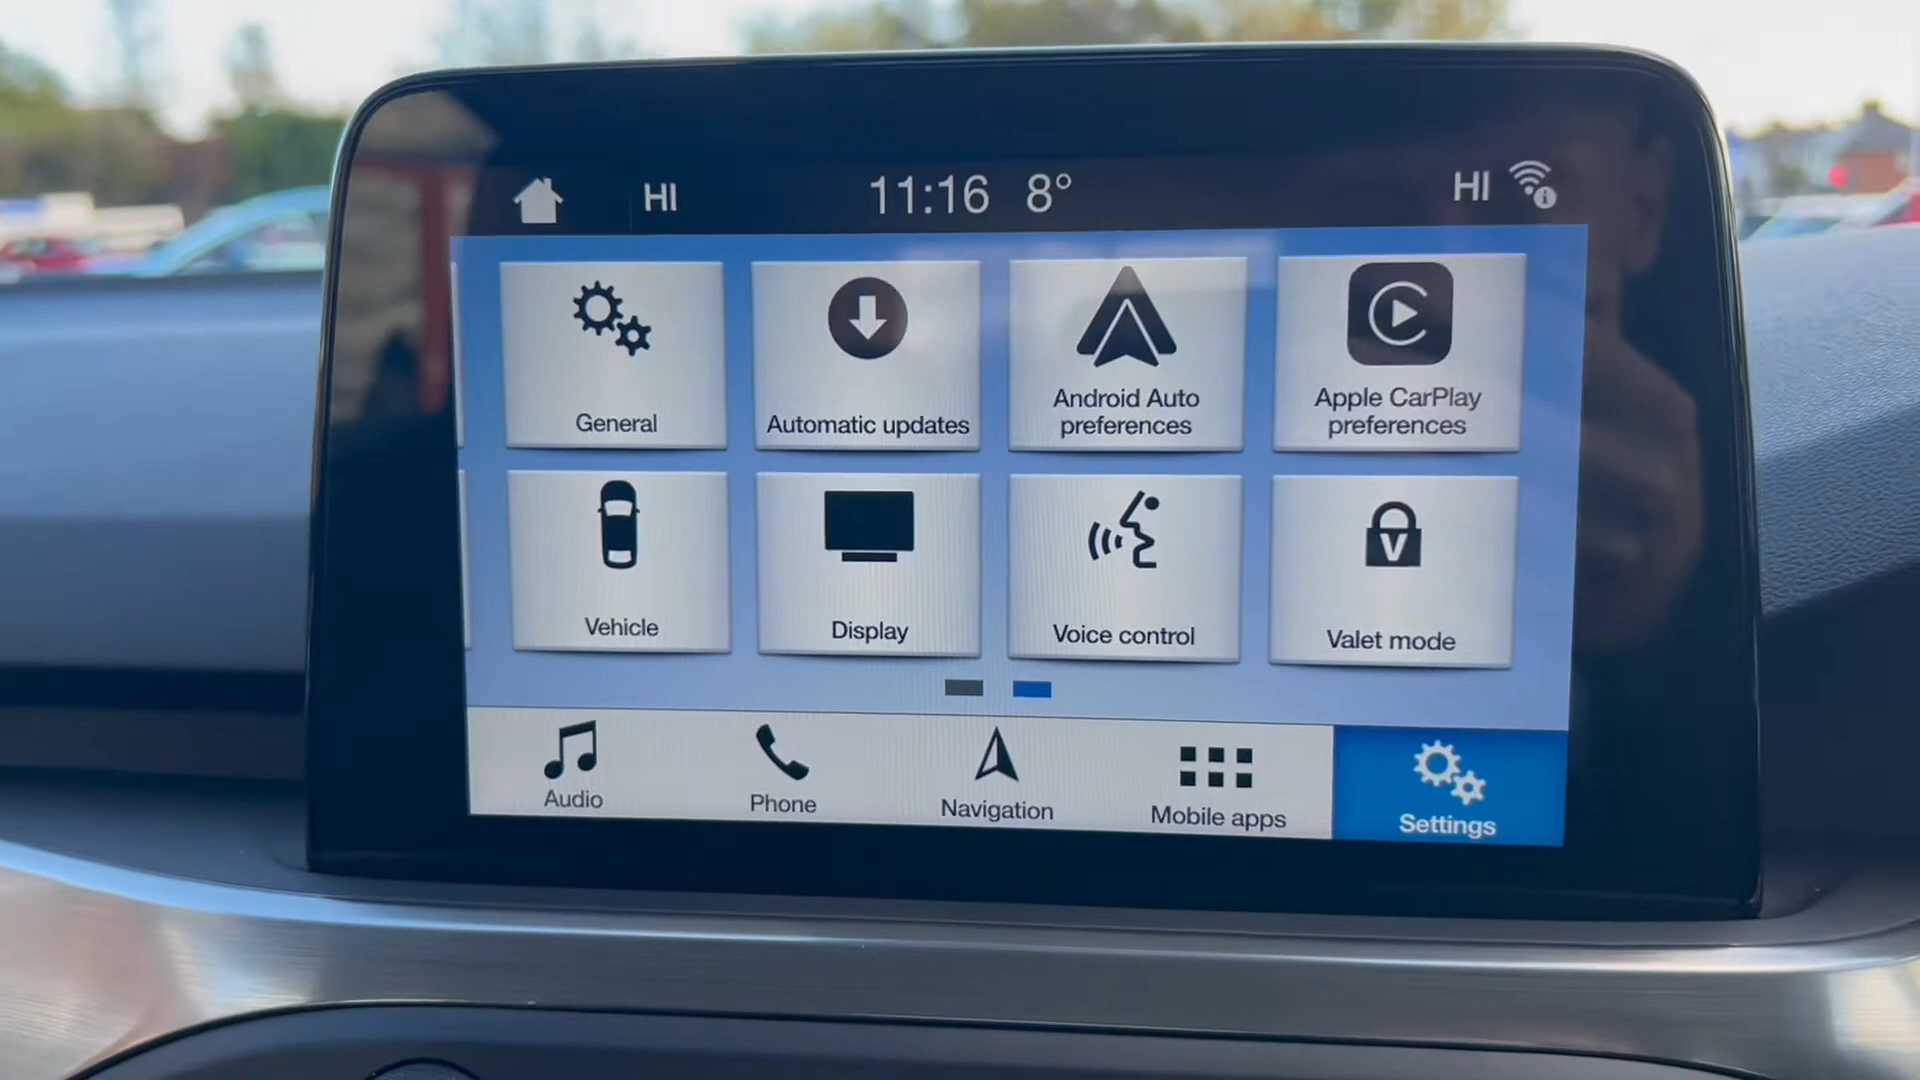 HI 11:16 8° HI
General
Automatic updates
Android Auto
preferences
Apple CarPlay
preferences
Vehicle
Display
Voice control
V
Valet mode
Audio
Phone
Navigation
Mobile apps
Settings